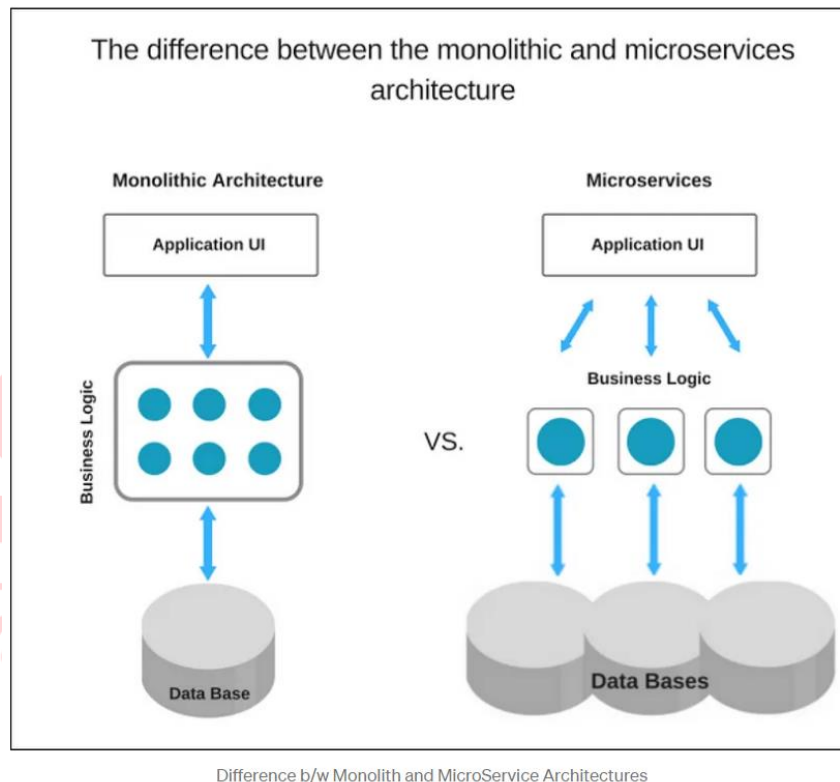 The difference between the monolithic and microservices
architecture
Monolithic Architecture
Application UI
Business Logic
Data Base
VS.
Microservices
Application UI
Business Logic
Data Bases
Difference b/w Monolith and MicroService Architectures